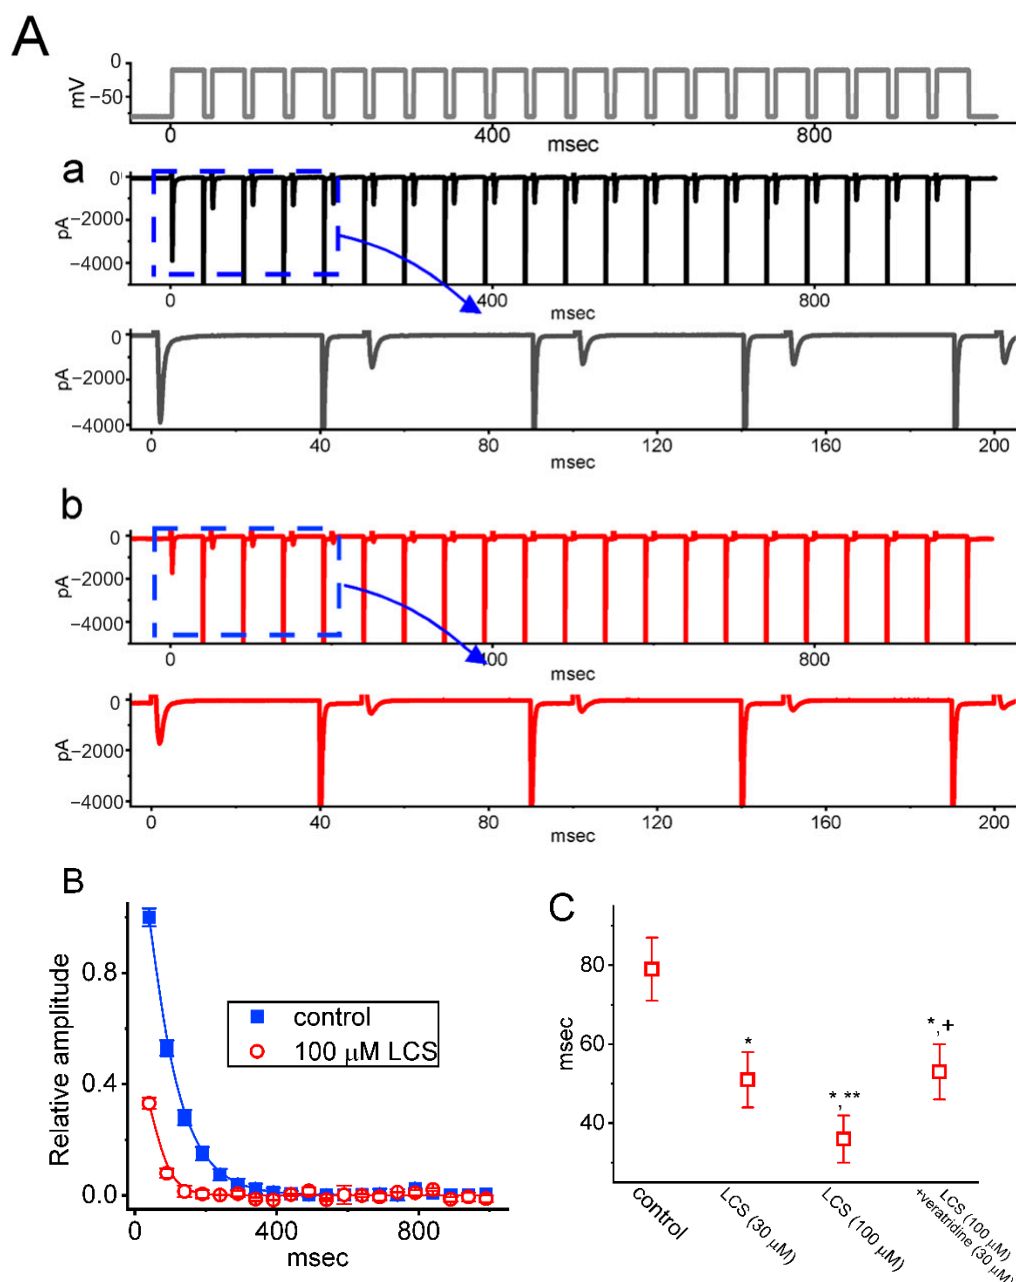 A
0
−50
mV
0
400
800
msec
a
0
−2000
−4000
pA
0
400
800
msec
0
−2000
−4000
pA
0
40
80
120
160
200
msec
b
0
−2000
−4000
pA
0
400
800
msec
0
−2000
−4000
pA
0
40
80
120
160
200
msec
B
Relative amplitude
0.8
0.4
0.0
control
100 μM LCS
0
400
800
msec
C
msec
80
60
40
*
*,**
*,+
control
LCS (30 μM)
LCS (100 μM)
LCS (100 μM)
+veratridine (30 μM)